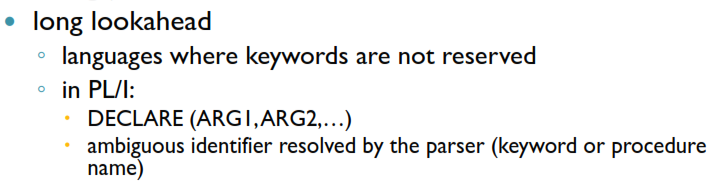 • long lookahead
◦ languages where keywords are not reserved
◦ in PL/I:
• DECLARE (ARG1,ARG2,…)
• ambiguous identifier resolved by the parser (keyword or procedure
name)